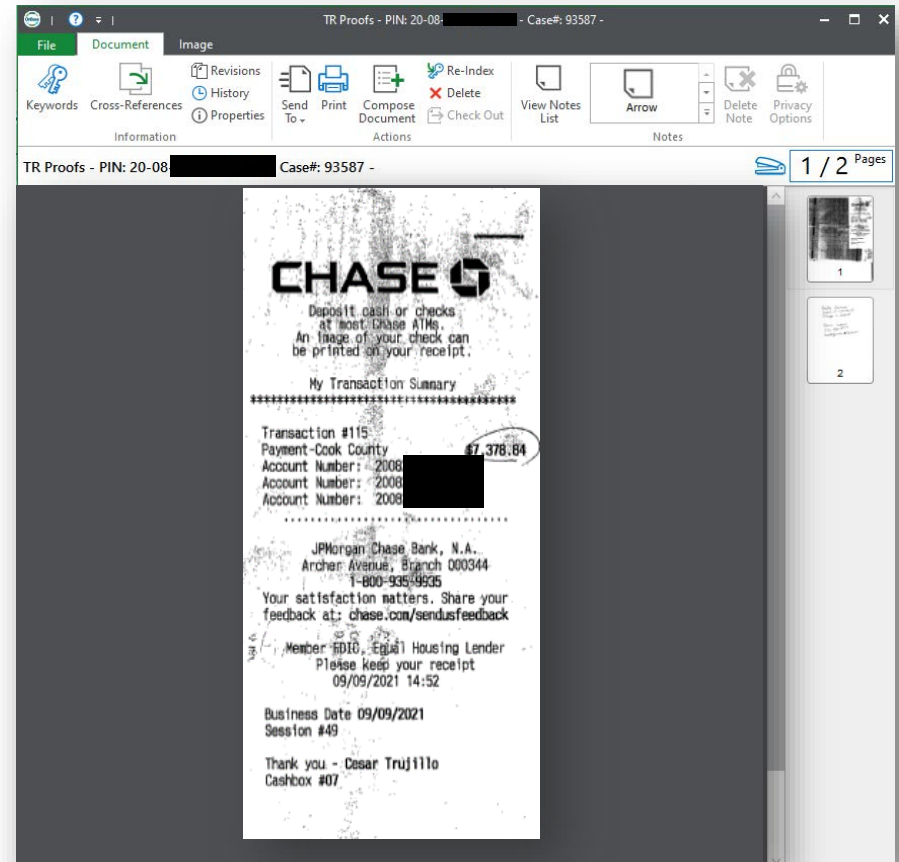 TR Proofs - PIN: 20-08- - Case#: 93587 -
File Document Image
Keywords
Cross-References
Revisions
History
Properties
Information
Send To
Print
Compose Document
Re-Index
Delete
Check Out
Actions
View Notes List
Arrow
Delete Note
Privacy Options
Notes
TR Proofs - PIN: 20-08- Case#: 93587 -
1 / 2 Pages
CHASE
Deposit cash or checks
at most Chase ATMs.
An image of your check can
be printed on your receipt.
My Transaction Summary
****************************************
Transaction #115
Payment-Cook County $7,378.84
Account Number: 2008
Account Number: 2008
Account Number: 2008
JPMorgan Chase Bank, N.A.
Archer Avenue, Branch 000344
1-800-935-9935
Your satisfaction matters. Share your
feedback at: chase.com/sendusfeedback
Member FDIC, Equal Housing Lender
Please keep your receipt
09/09/2021 14:52
Business Date 09/09/2021
Session #49
Thank you - Cesar Trujillo
Cashbox #07
1
2